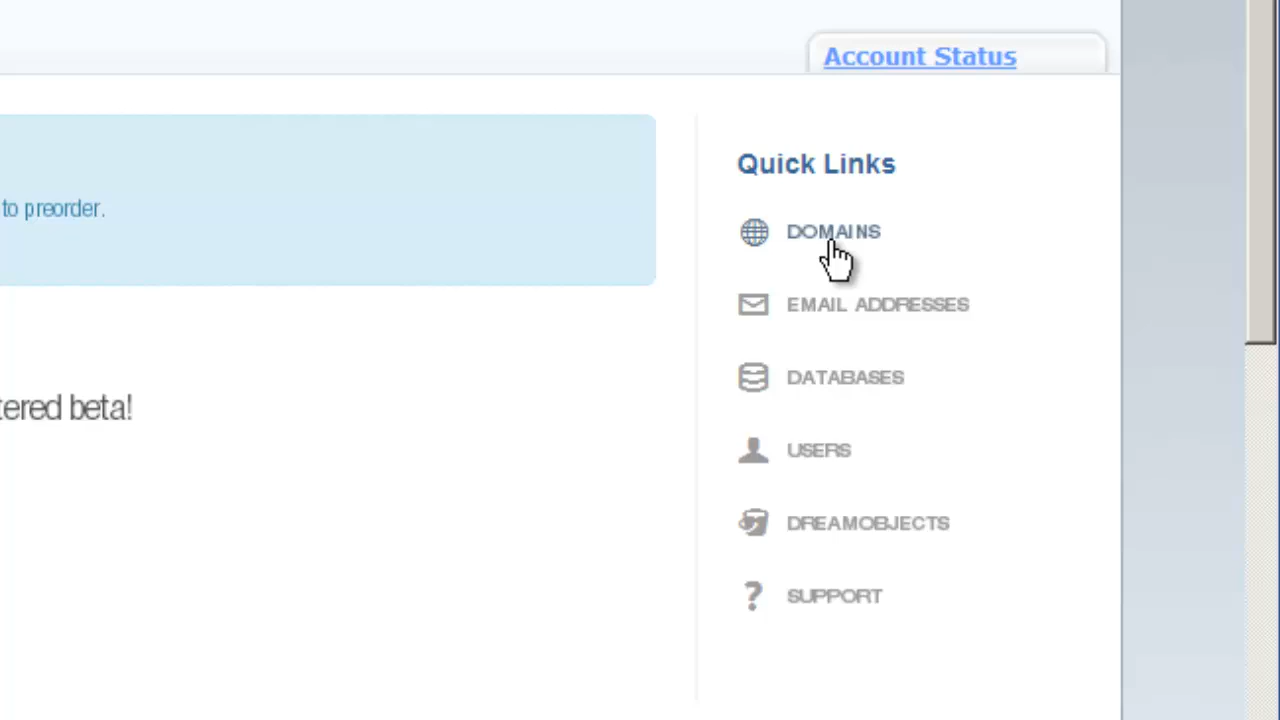 Account Status
to preorder.
tered beta!
Quick Links
DOMAINS
EMAIL ADDRESSES
DATABASES
USERS
DREAMOBJECTS
SUPPORT